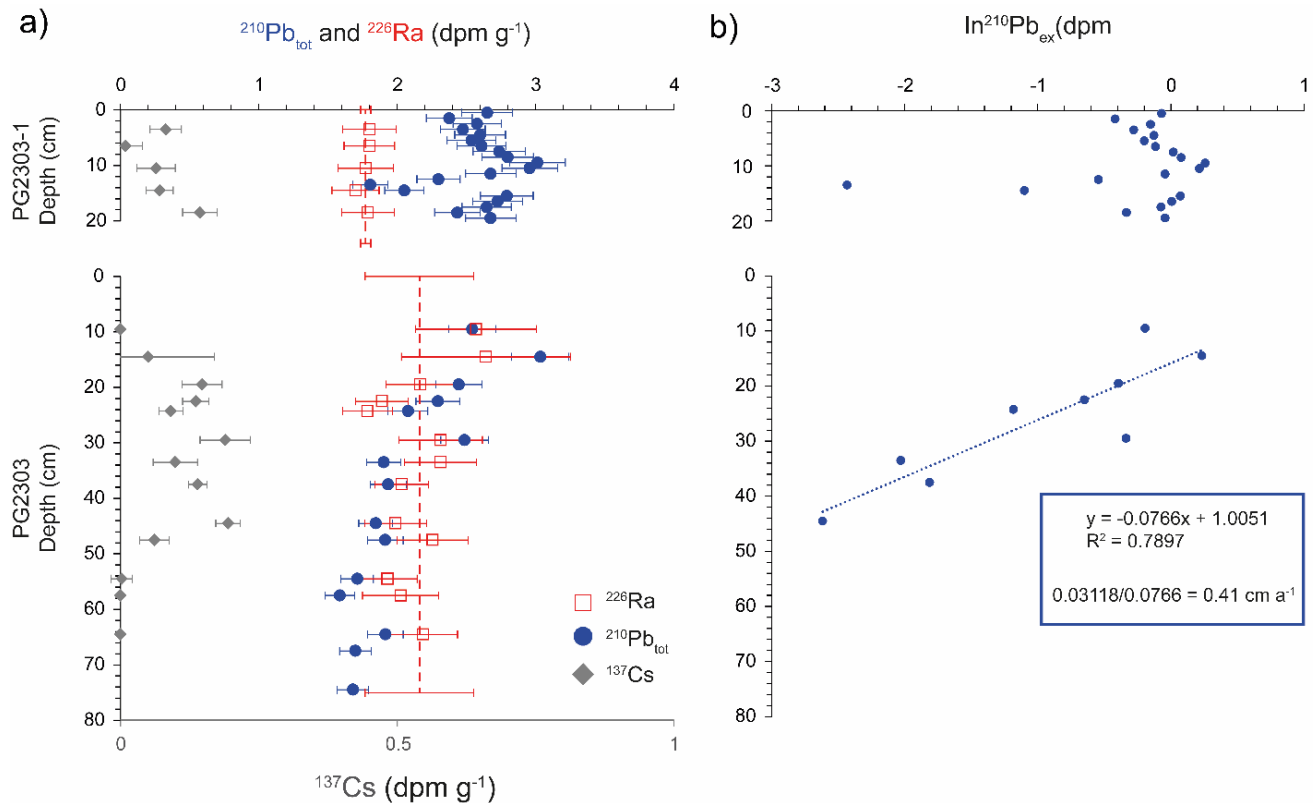 a)
²¹⁰Pbtot and ²²⁶Ra (dpm g⁻¹)
0 1 2 3 4
PG2303-1
Depth (cm)
0
10
20
PG2303
Depth (cm)
0
10
20
30
40
50
60
70
80
²²⁶Ra
²¹⁰Pbtot
¹³⁷Cs
0 0.5 1
¹³⁷Cs (dpm g⁻¹)
b)
In²¹⁰Pbex(dpm
-3 -2 -1 0 1
0
10
20
0
10
20
30
40
50
60
70
80
y = -0.0766x + 1.0051
R² = 0.7897
0.03118/0.0766 = 0.41 cm a⁻¹